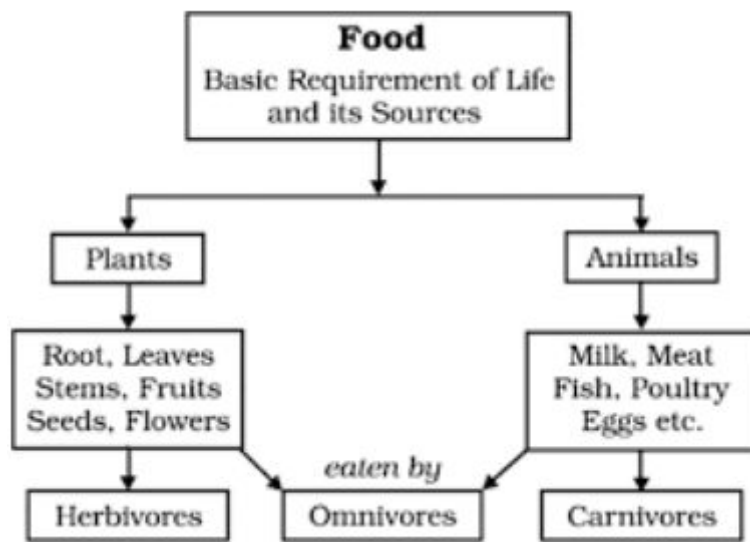 Food
Basic Requirement of Life
and its Sources
Plants
Animals
Root, Leaves
Stems, Fruits
Seeds, Flowers
Milk, Meat
Fish, Poultry
Eggs etc.
eaten by
Herbivores
Omnivores
Carnivores